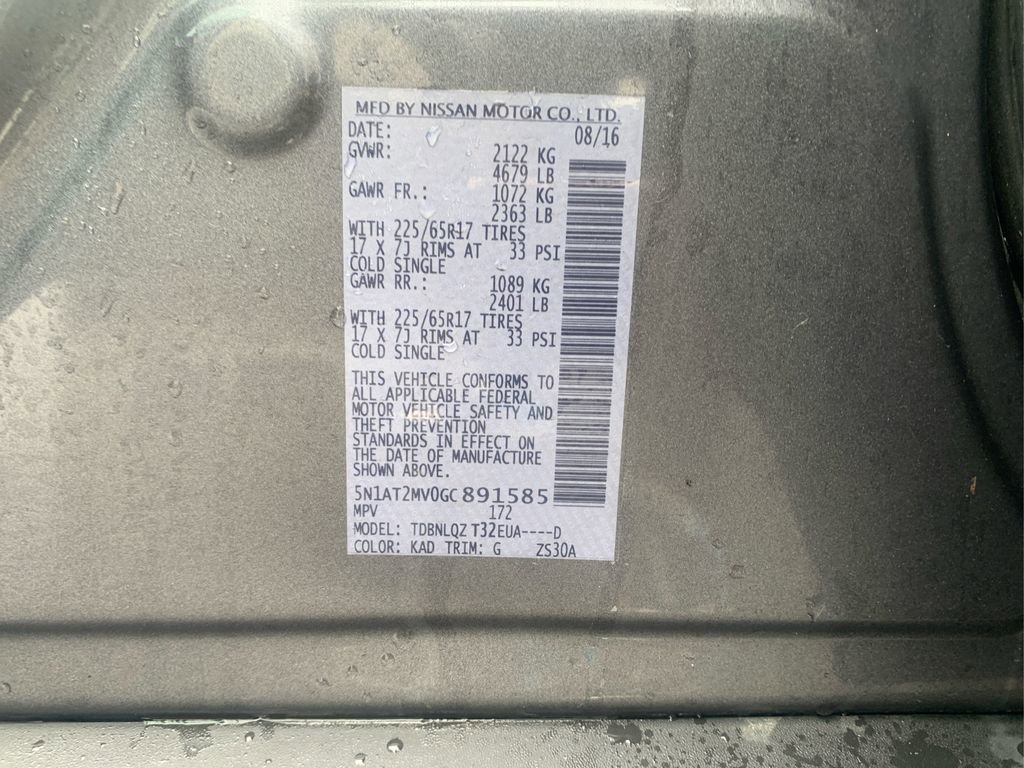 MFD BY NISSAN MOTOR CO., LTD.
DATE: 08/16
GVWR: 2122 KG
4679 LB
GAWR FR.: 1072 KG
2363 LB
WITH 225/65R17 TIRES
17 X 7J RIMS AT 33 PSI
COLD SINGLE
GAWR RR.: 1089 KG
2401 LB
WITH 225/65R17 TIRES
17 X 7J RIMS AT 33 PSI
COLD SINGLE
THIS VEHICLE CONFORMS TO
ALL APPLICABLE FEDERAL
MOTOR VEHICLE SAFETY AND
THEFT PREVENTION
STANDARDS IN EFFECT ON
THE DATE OF MANUFACTURE
SHOWN ABOVE.
5N1AT2MV0GC891585
MPV 172
MODEL: TDBNLQZ T32EUA----D
COLOR: KAD TRIM: G ZS30A